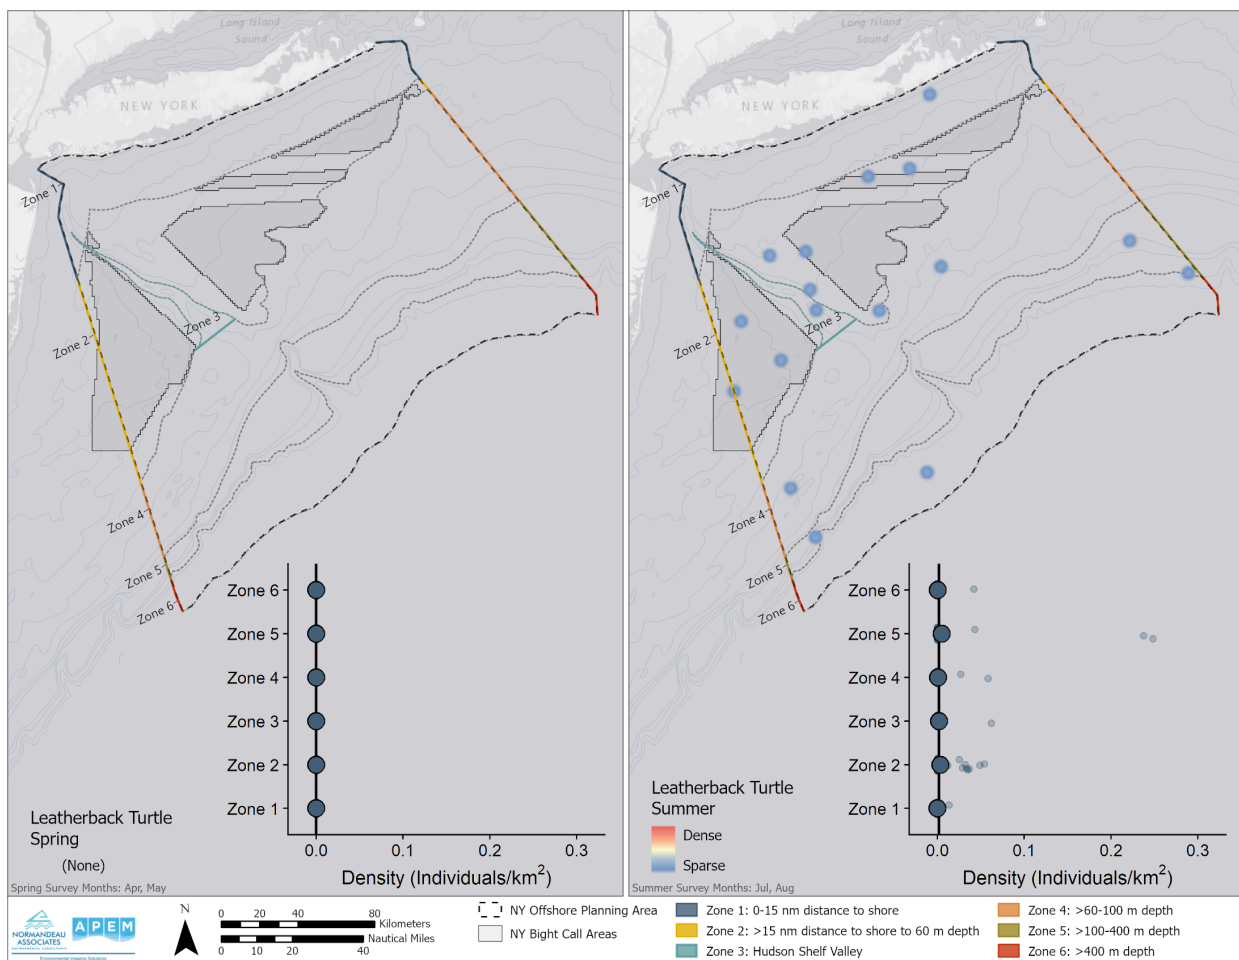 Long Island
Sound
NEW YORK
Zone 1
Zone 2
Zone 3
Zone 4
Zone 5
Zone 6
Zone 6
Zone 5
Zone 4
Zone 3
Zone 2
Zone 1
0.0 0.1 0.2 0.3
Density (Individuals/km²)
Leatherback Turtle
Spring
(None)
Spring Survey Months: Apr, May
Long Island
Sound
NEW YORK
Zone 1
Zone 2
Zone 3
Zone 4
Zone 5
Zone 6
Zone 6
Zone 5
Zone 4
Zone 3
Zone 2
Zone 1
0.0 0.1 0.2 0.3
Density (Individuals/km²)
Leatherback Turtle
Summer
Dense
Sparse
Summer Survey Months: Jul, Aug
NORMANDEAU
ASSOCIATES
ENVIRONMENTAL CONSULTANTS
APEM
Environmental Imaging Solutions
N
0 20 40 60 80
Kilometers
Nautical Miles
0 10 20 40
NY Offshore Planning Area
NY Bight Call Areas
Zone 1: 0-15 nm distance to shore
Zone 2: >15 nm distance to shore to 60 m depth
Zone 3: Hudson Shelf Valley
Zone 4: >60-100 m depth
Zone 5: >100-400 m depth
Zone 6: >400 m depth